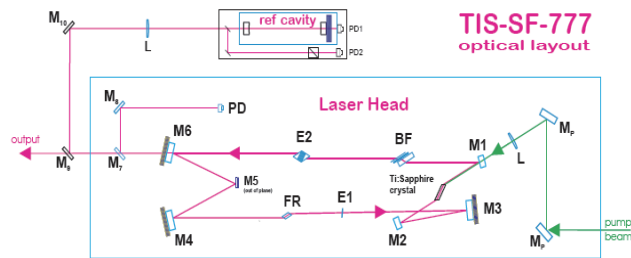 TIS-SF-777
optical layout
M10
L
ref cavity
PD1
PD2
Laser Head
M8
PD
M6
E2
BF
M1
MP
L
output
M9
M7
M5
(out of plane)
Ti:Sapphire
crystal
M4
FR
E1
M2
M3
MP
pump
beam